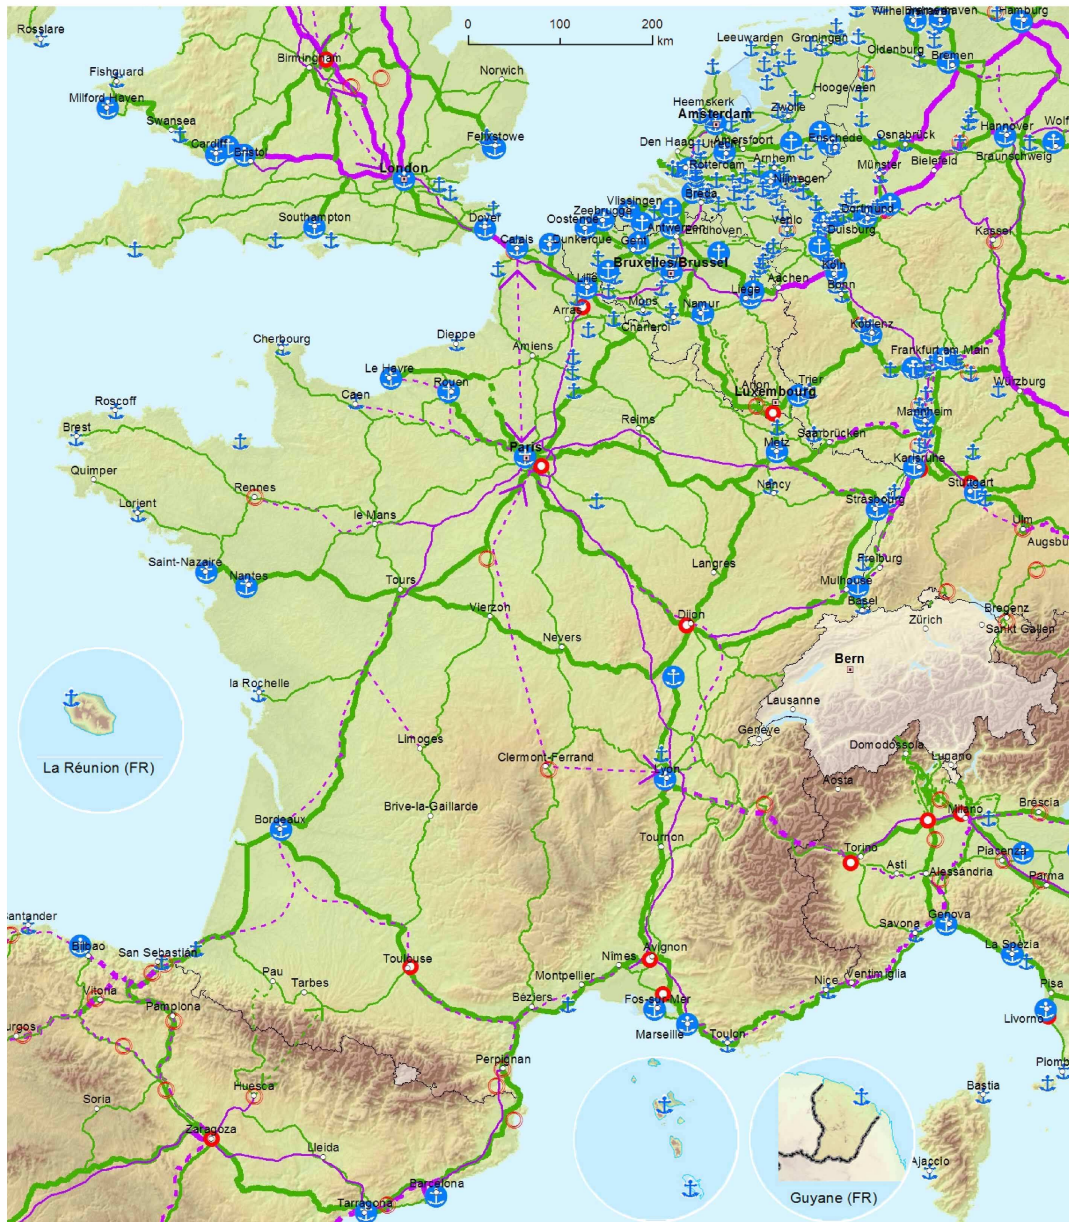 Rosslare
0 100 200
km
Leeuwarden
Groningen
Hamburg
Oldenburg
Bremen
Birmingham
Norwich
Fishguard
Milford Haven
Swansea
Cardiff
Bristol
Felixstowe
Heemskerk
Amsterdam
Zwolle
Hoogeveen
Hannover
Wolf
Den Haag
Utrecht
Amersfoort
Enschede
Osnabrück
Braunschweig
London
Rotterdam
Arnhem
Nijmegen
Münster
Bielefeld
Southampton
Dover
Calais
Oostende
Zeebrugge
Vlissingen
Breda
Dunkerque
Gent
Antwerpen
Eindhoven
Venlo
Duisburg
Dortmund
Kassel
Bruxelles/Brussel
Köln
Lille
Liège
Aachen
Bonn
Arras
Mons
Namur
Charleroi
Koblenz
Cherbourg
Dieppe
Amiens
Frankfurt am Main
Le Havre
Rouen
Caen
Arlon
Luxembourg
Trier
Würzburg
Roscoff
Brest
Reims
Saarbrücken
Mannheim
Paris
Metz
Karlsruhe
Quimper
Rennes
Nancy
Stuttgart
Lorient
le Mans
Strasbourg
Ulm
Augsbu
Saint-Nazaire
Nantes
Tours
Langres
Freiburg
Mulhouse
Basel
Vierzon
Dijon
Bregenz
Zürich
Sankt Gallen
Nevers
Bern
la Rochelle
Lausanne
Genève
La Réunion (FR)
Limoges
Clermont-Ferrand
Lyon
Domodossola
Lugano
Aosta
Brive-la-Gaillarde
Milano
Brescia
Bordeaux
Tournon
Torino
Asti
Piacenza
Alessandria
Parma
Santander
Bilbao
San Sebastián
Savona
Genova
La Spezia
Toulouse
Avignon
Nîmes
Montpellier
Nice
Ventimiglia
Pisa
Pau
Tarbes
Béziers
Fos-sur-Mer
Marseille
Toulon
Livorno
Vitoria
Pamplona
urgos
Perpignan
Piomb
Huesca
Soria
Bastia
Zaragoza
Lleida
Ajaccio
Barcelona
Tarragona
Guyane (FR)